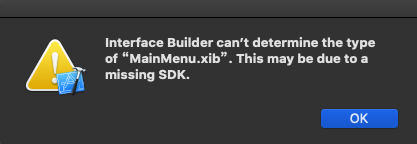 Interface Builder can’t determine the type
of “MainMenu.xib”. This may be due to a
missing SDK.
OK